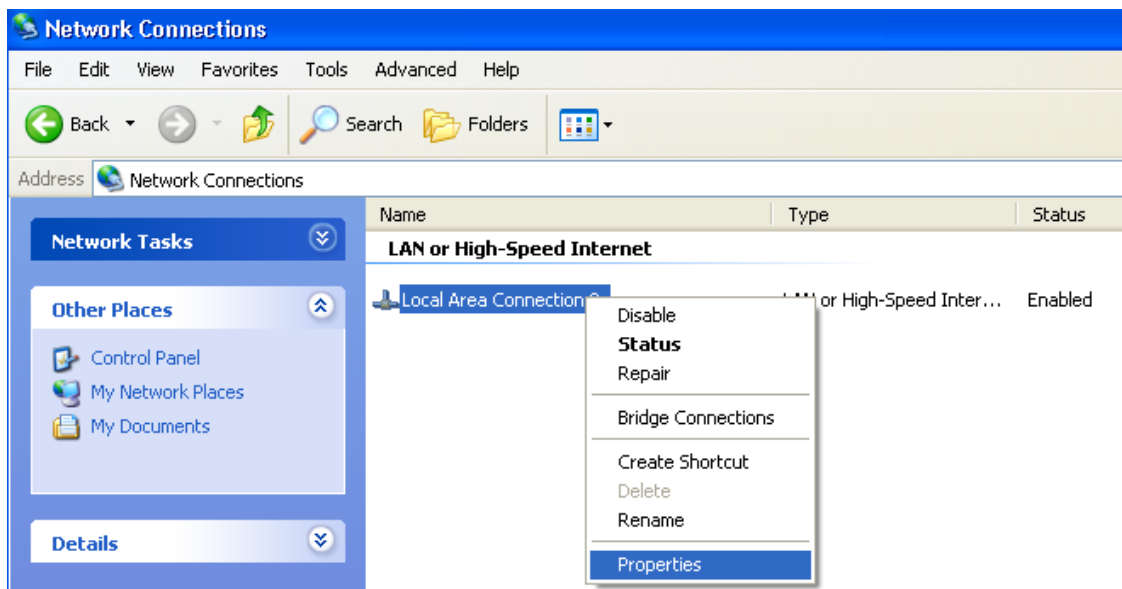 Network Connections
File Edit View Favorites Tools Advanced Help
Back Search Folders
Address Network Connections
Name Type Status
Network Tasks
LAN or High-Speed Internet
Other Places
Local Area Connection or High-Speed Inter... Enabled
Control Panel
My Network Places
My Documents
Details
Disable
Status
Repair
Bridge Connections
Create Shortcut
Delete
Rename
Properties